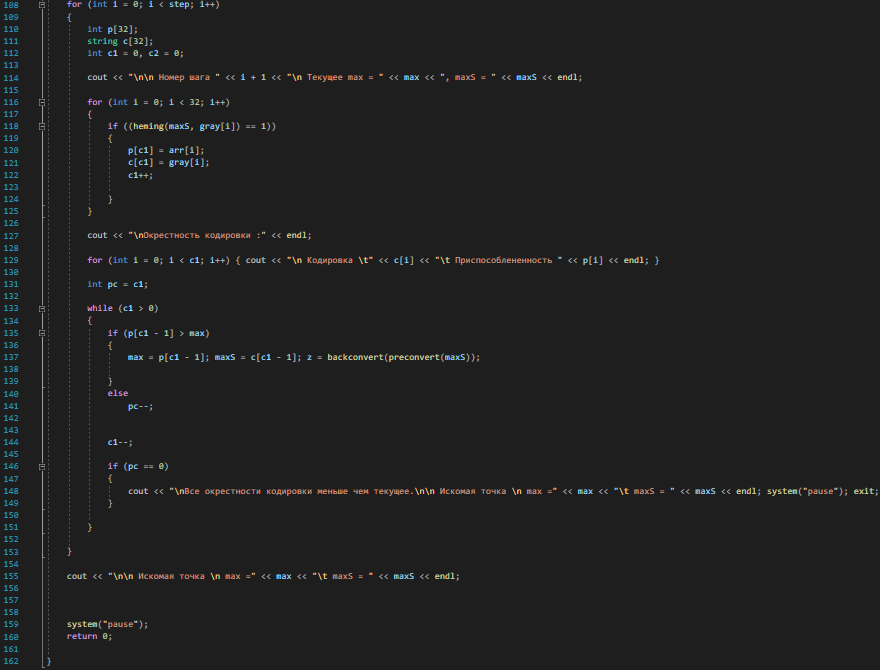 108 for (int i = 0; i < step; i++)
109 {
110 int p[32];
111 string c[32];
112 int c1 = 0, c2 = 0;
113
114 cout << "\n\n Номер шага " << i + 1 << "\n Текущее max = " << max << ", maxS = " << maxS << endl;
115
116 for (int i = 0; i < 32; i++)
117 {
118 if ((heming(maxS, gray[i]) == 1))
119 {
120 p[c1] = arr[i];
121 c[c1] = gray[i];
122 c1++;
123
124 }
125 }
126
127 cout << "\nОкрестность кодировки :" << endl;
128
129 for (int i = 0; i < c1; i++) { cout << "\n Кодировка \t" << c[i] << "\t Приспособлененность " << p[i] << endl; }
130
131 int pc = c1;
132
133 while (c1 > 0)
134 {
135 if (p[c1 - 1] > max)
136 {
137 max = p[c1 - 1]; maxS = c[c1 - 1]; z = backconvert(preconvert(maxS));
138
139 }
140 else
141 pc--;
142
143
144 c1--;
145
146 if (pc == 0)
147 {
148 cout << "\nВсе окрестности кодировки меньше чем текущее.\n\n Искомая точка \n max =" << max << "\t maxS = " << maxS << endl; system("pause"); exit;
149 }
150
151 }
152
153 }
154
155 cout << "\n\n Искомая точка \n max =" << max << "\t maxS = " << maxS << endl;
156
157
158
159 system("pause");
160 return 0;
161
162 }